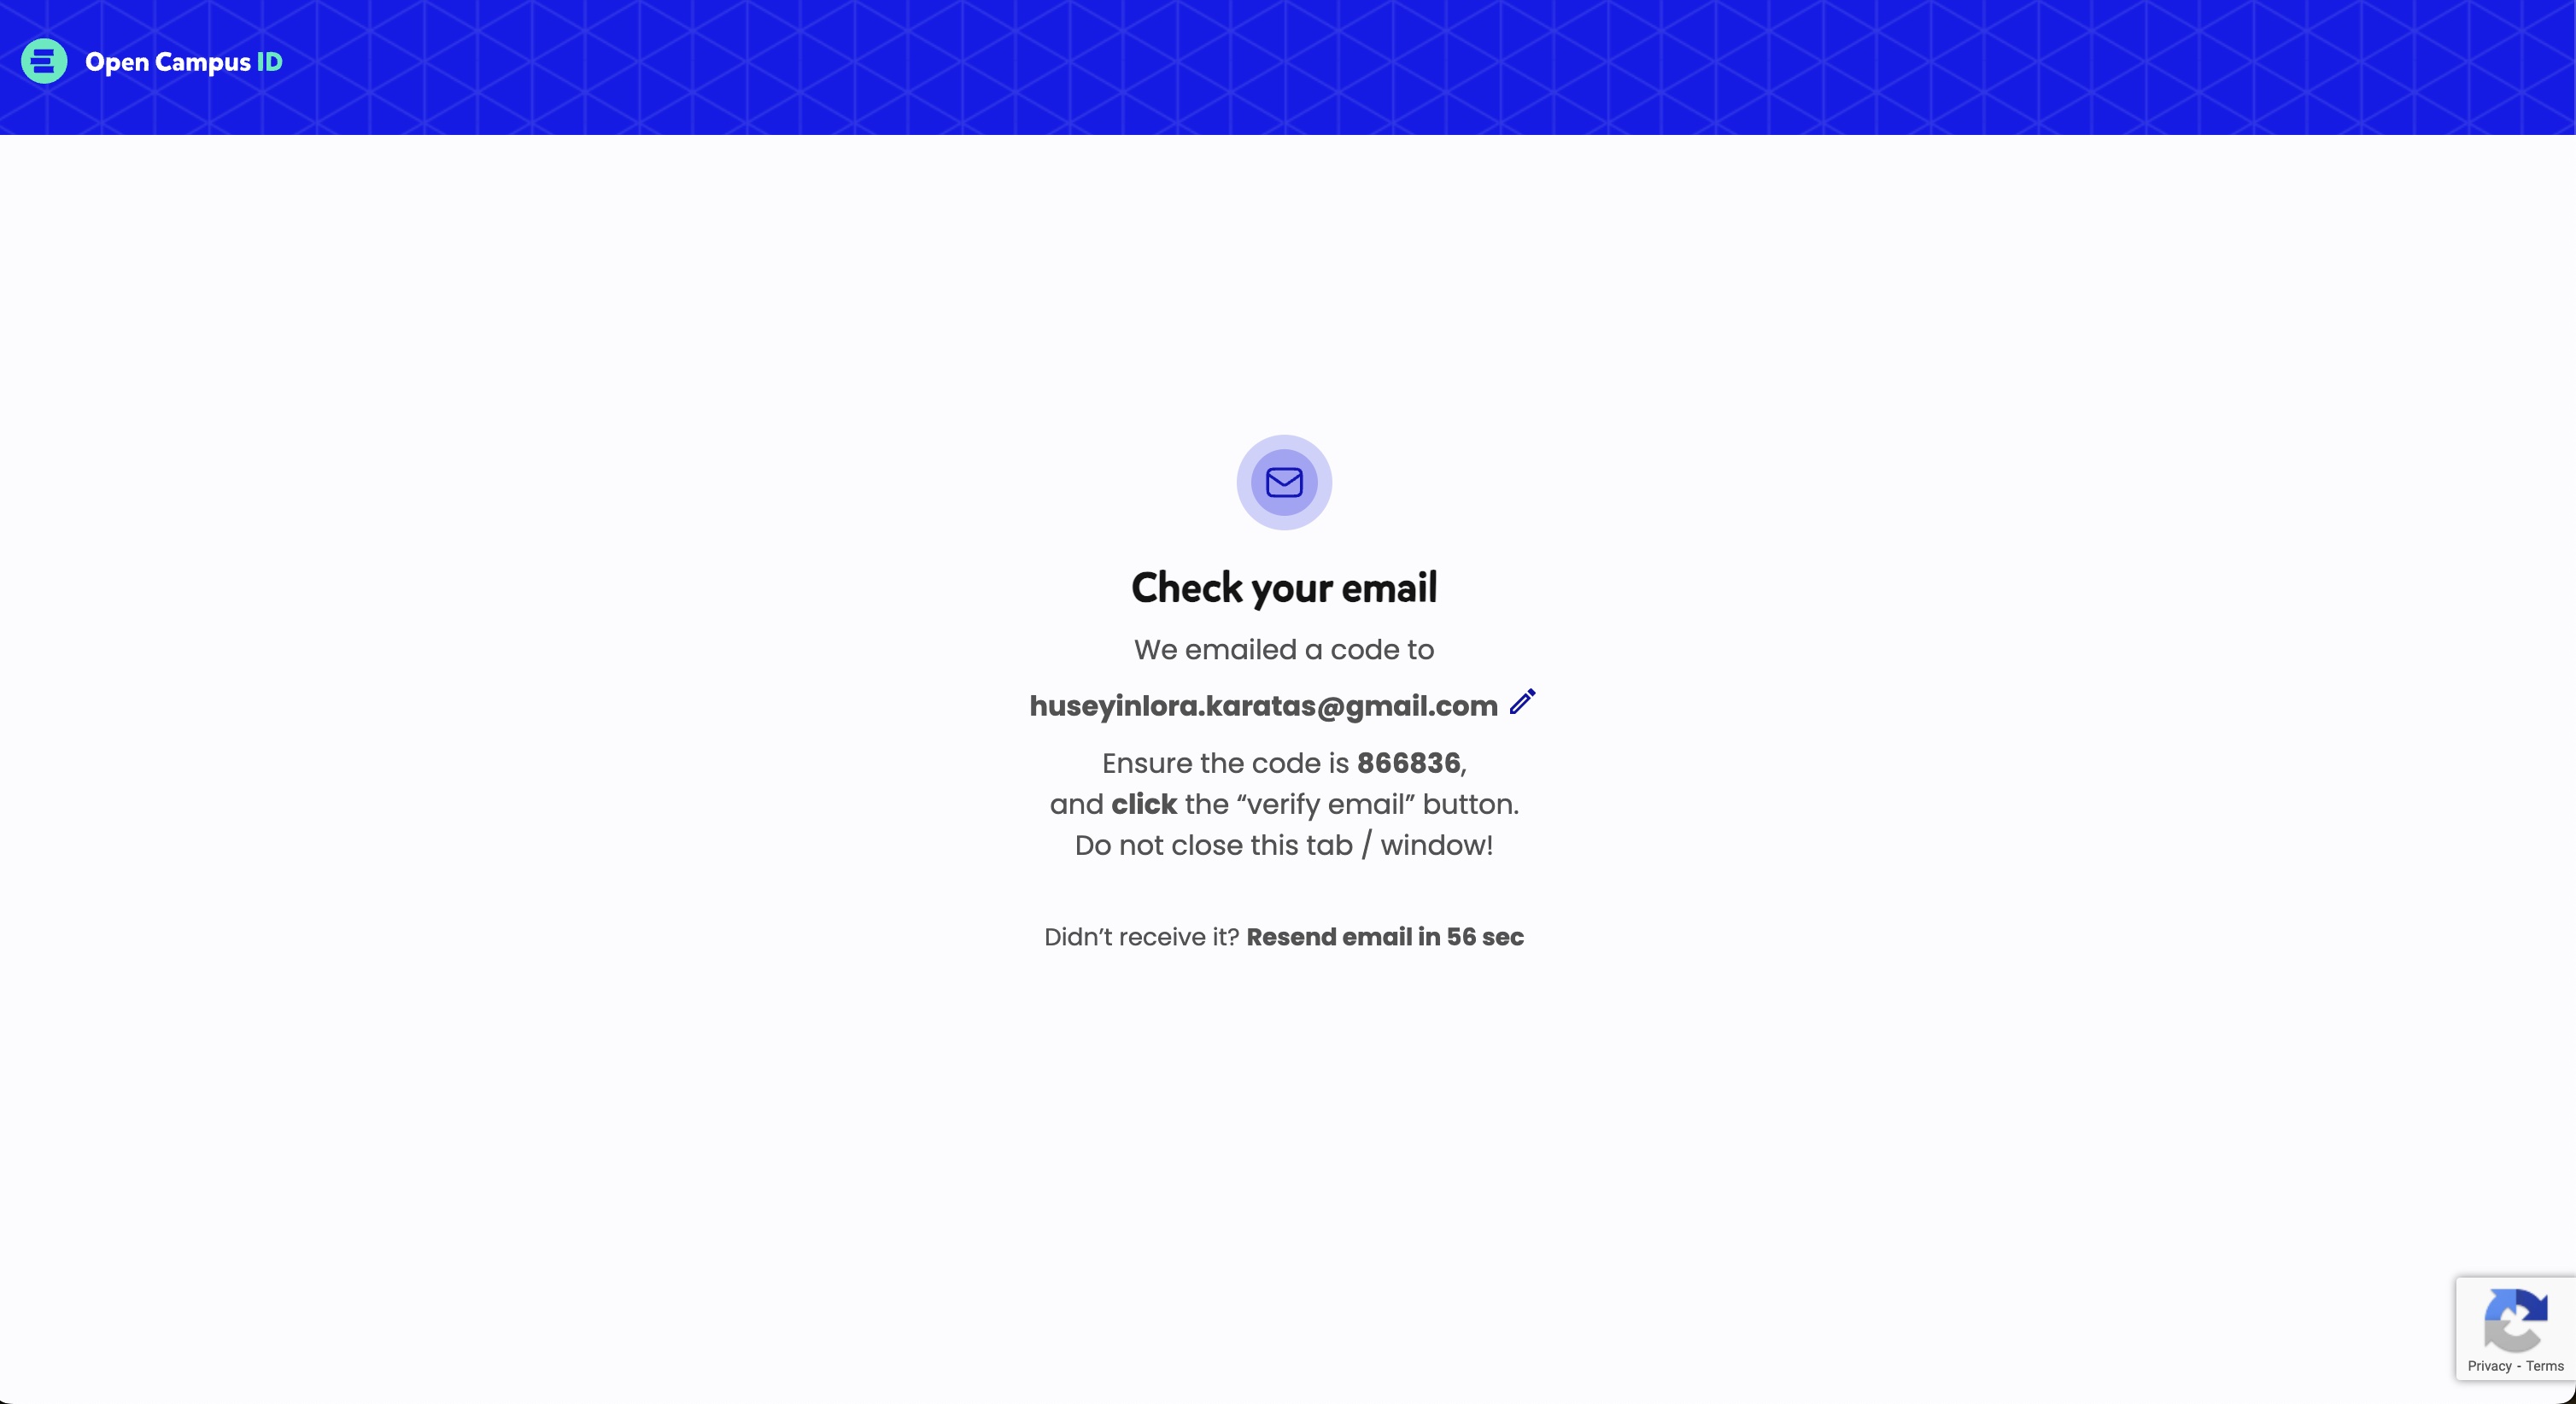 Open Campus ID
Check your email
We emailed a code to
huseyinlora.karatas@gmail.com
Ensure the code is 866836,
and click the “verify email” button.
Do not close this tab / window!
Didn’t receive it? Resend email in 56 sec
Privacy - Terms